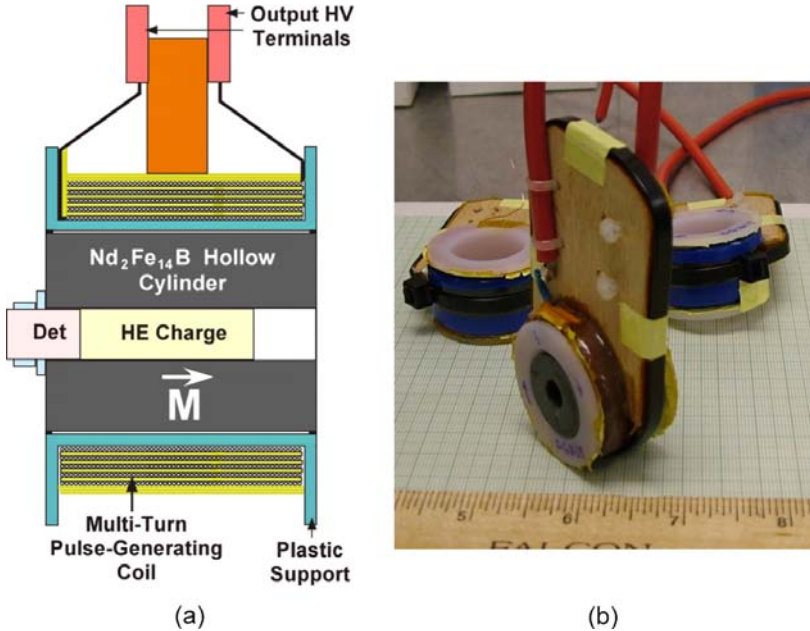 Output HV
Terminals
Nd2Fe14B Hollow
Cylinder
Det
HE Charge
M
Multi-Turn
Pulse-Generating
Coil
Plastic
Support
(a)
5
6
7
8
FALCON
(b)